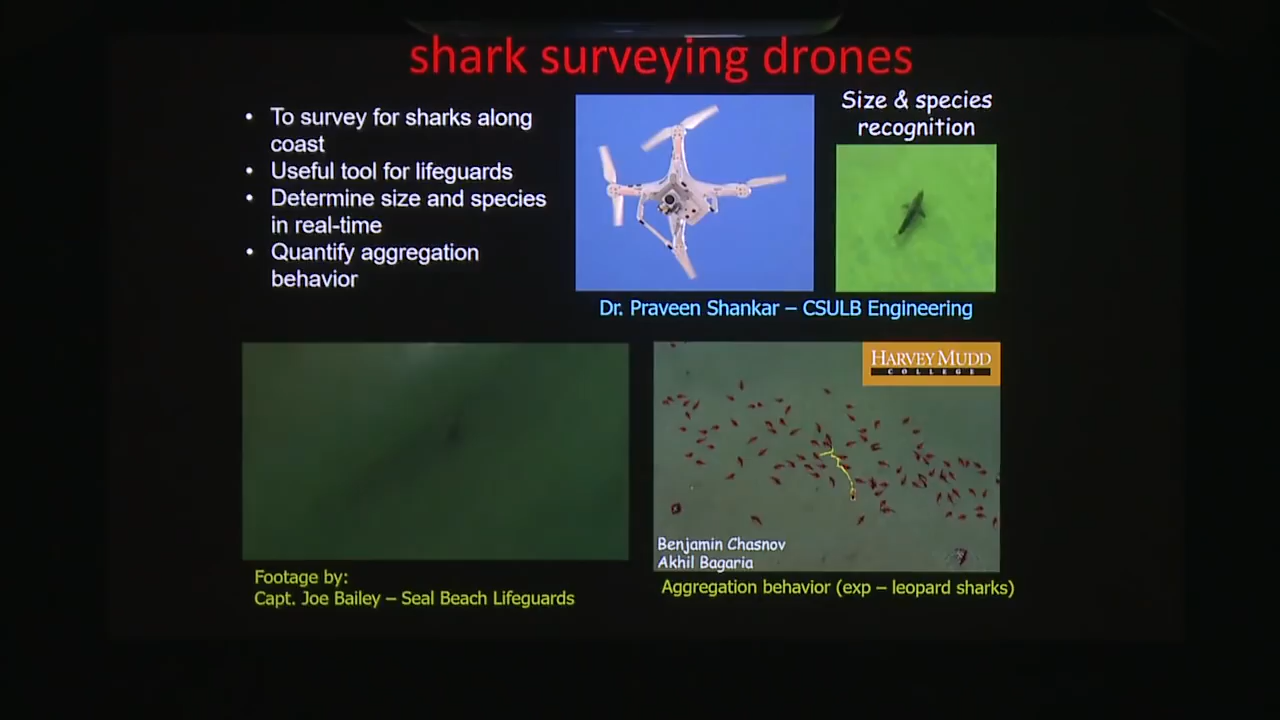 shark surveying drones
• To survey for sharks along
coast
• Useful tool for lifeguards
• Determine size and species
in real-time
• Quantify aggregation
behavior
Size & species
recognition
Dr. Praveen Shankar – CSULB Engineering
Footage by:
Capt. Joe Bailey – Seal Beach Lifeguards
HARVEY MUDD
COLLEGE
Benjamin Chasnov
Akhil Bagaria
Aggregation behavior (exp – leopard sharks)